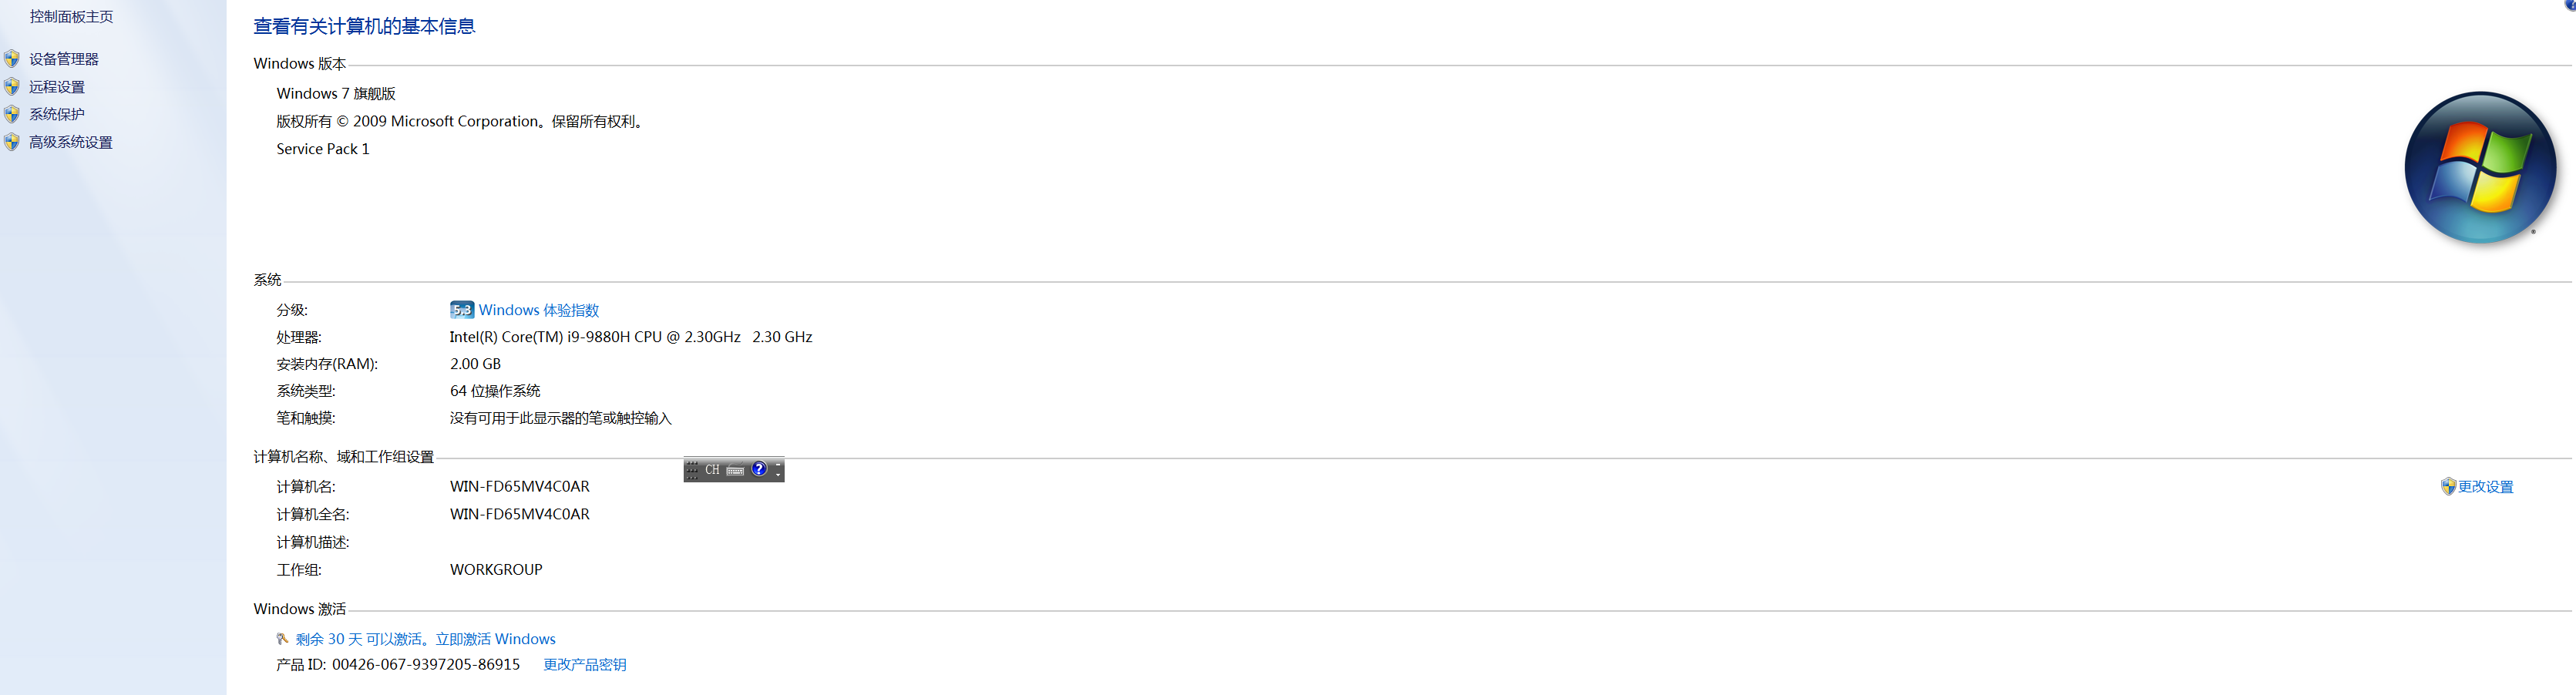 控制面板主页
设备管理器
远程设置
系统保护
高级系统设置
查看有关计算机的基本信息
Windows 版本
Windows 7 旗舰版
版权所有 © 2009 Microsoft Corporation。保留所有权利。
Service Pack 1
系统
分级: 5.3 Windows 体验指数
处理器: Intel(R) Core(TM) i9-9880H CPU @ 2.30GHz 2.30 GHz
安装内存(RAM): 2.00 GB
系统类型: 64 位操作系统
笔和触摸: 没有可用于此显示器的笔或触控输入
计算机名称、域和工作组设置
CH
计算机名: WIN-FD65MV4C0AR 更改设置
计算机全名: WIN-FD65MV4C0AR
计算机描述:
工作组: WORKGROUP
Windows 激活
剩余 30 天 可以激活。立即激活 Windows
产品 ID: 00426-067-9397205-86915 更改产品密钥